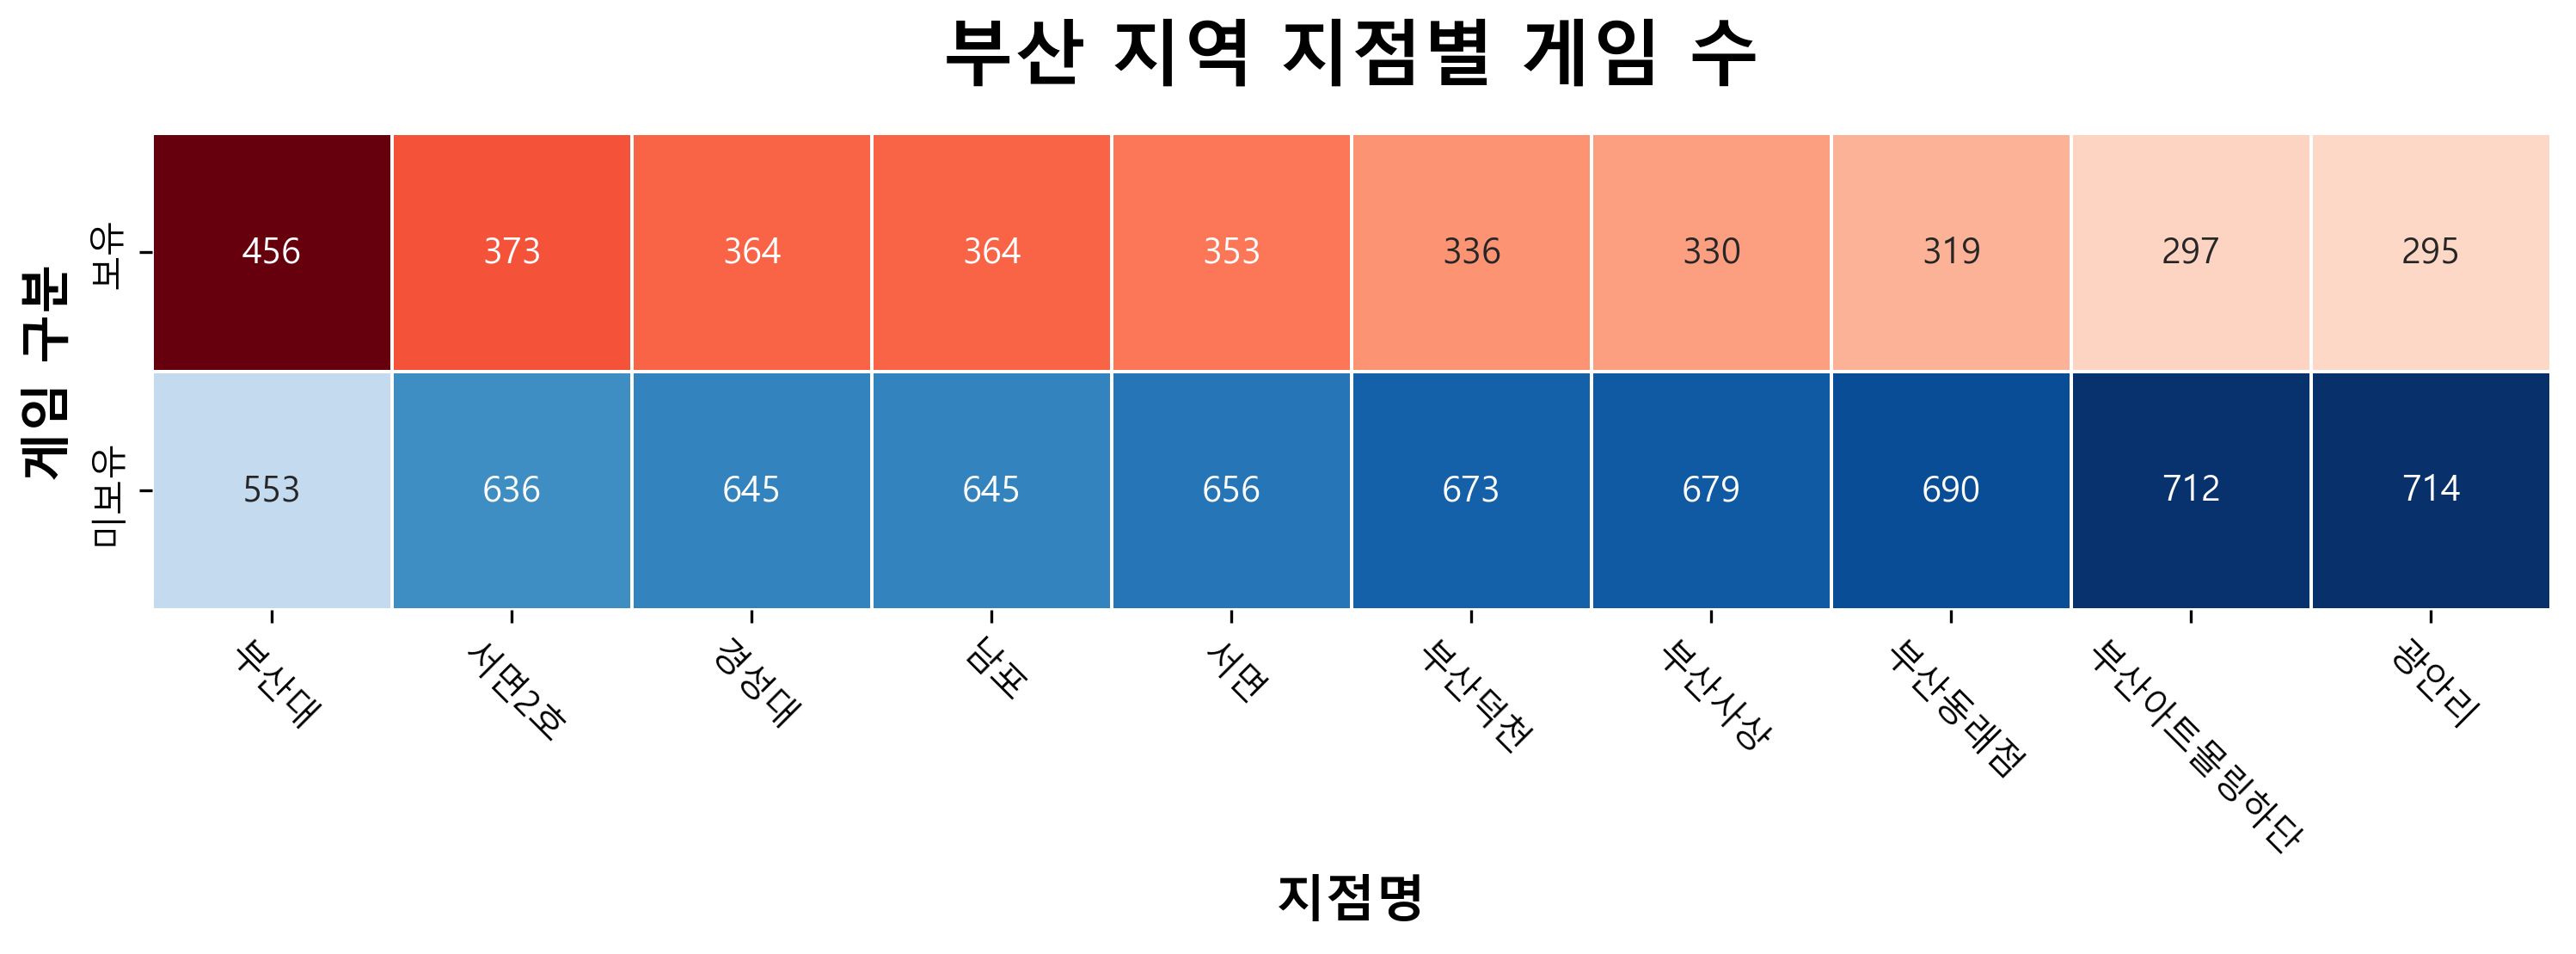 부산 지역 지점별 게임 수
게임 구분
보유
456 373 364 364 353 336 330 319 297 295
미보유
553 636 645 645 656 673 679 690 712 714
부산대 서면2호 경성대 남포 서면 부산덕천 부산사상 부산동래점 부산아트몰링하단 광안리
지점명